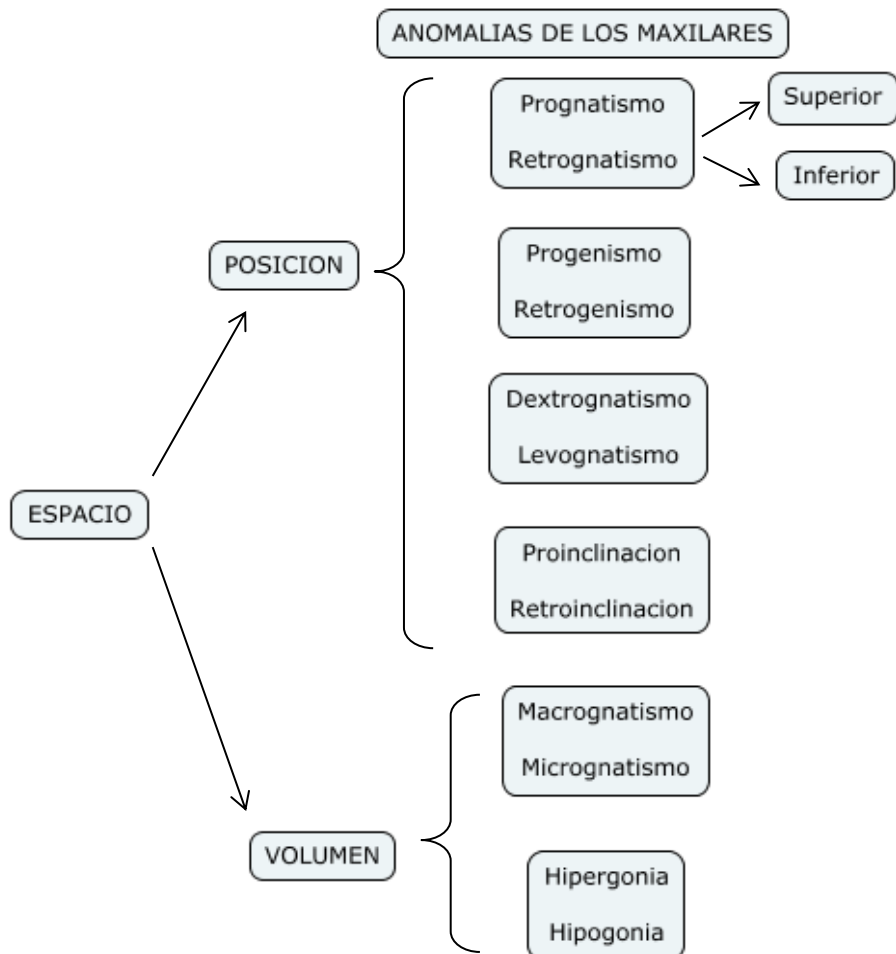 ANOMALIAS DE LOS MAXILARES
Prognatismo
Retrognatismo
Superior
Inferior
POSICION
Progenismo
Retrogenismo
Dextrognatismo
Levognatismo
ESPACIO
Proinclinacion
Retroinclinacion
Macrognatismo
Micrognatismo
VOLUMEN
Hipergonia
Hipogonia